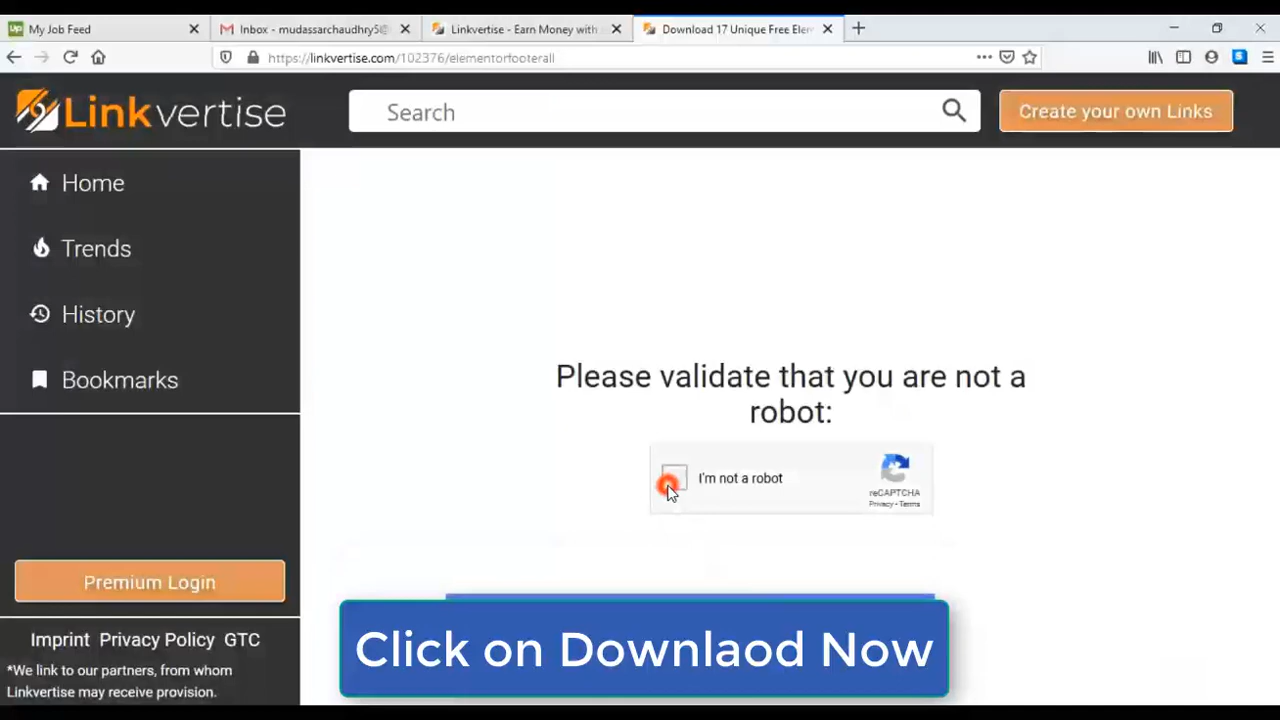 My Job Feed
Inbox - mudassarchaudhry5@
Linkvertise - Earn Money with
Download 17 Unique Free Elem
https://linkvertise.com/102376/elementorfooterall
Linkvertise
Search
Create your own Links
Home
Trends
History
Bookmarks
Please validate that you are not a
robot:
I'm not a robot
reCAPTCHA
Privacy - Terms
Premium Login
Click on Downlaod Now
Imprint Privacy Policy GTC
*We link to our partners, from whom
Linkvertise may receive provision.